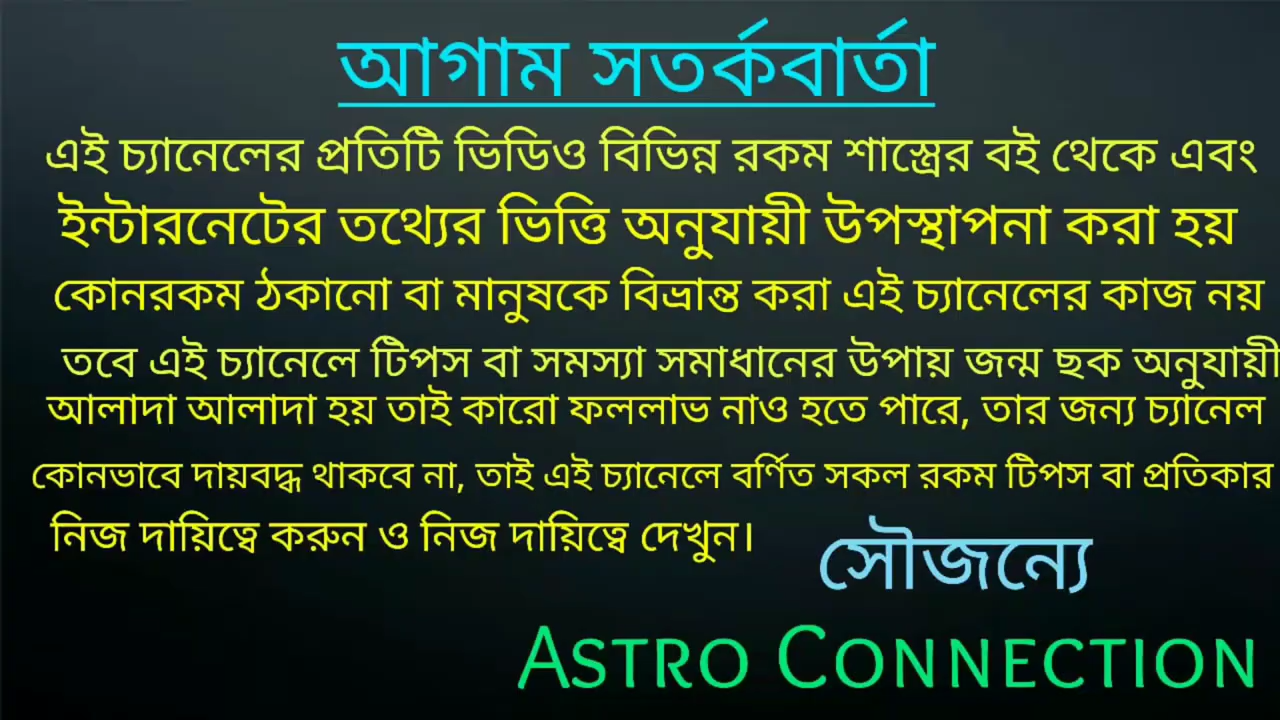 আগাম সতর্কবার্তা
এই চ্যানেলের প্রতিটি ভিডিও বিভিন্ন রকম শাস্ত্রের বই থেকে এবং
ইন্টারনেটের তথ্যের ভিত্তি অনুযায়ী উপস্থাপনা করা হয়
কোনরকম ঠকানো বা মানুষকে বিভ্রান্ত করা এই চ্যানেলের কাজ নয়
তবে এই চ্যানেলে টিপস বা সমস্যা সমাধানের উপায় জন্ম ছক অনুযায়ী
আলাদা আলাদা হয় তাই কারো ফললাভ নাও হতে পারে, তার জন্য চ্যানেল
কোনভাবে দায়বদ্ধ থাকবে না, তাই এই চ্যানেলে বর্ণিত সকল রকম টিপস বা প্রতিকার
নিজ দায়িত্বে করুন ও নিজ দায়িত্বে দেখুন।
সৌজন্যে
ASTRO CONNECTION